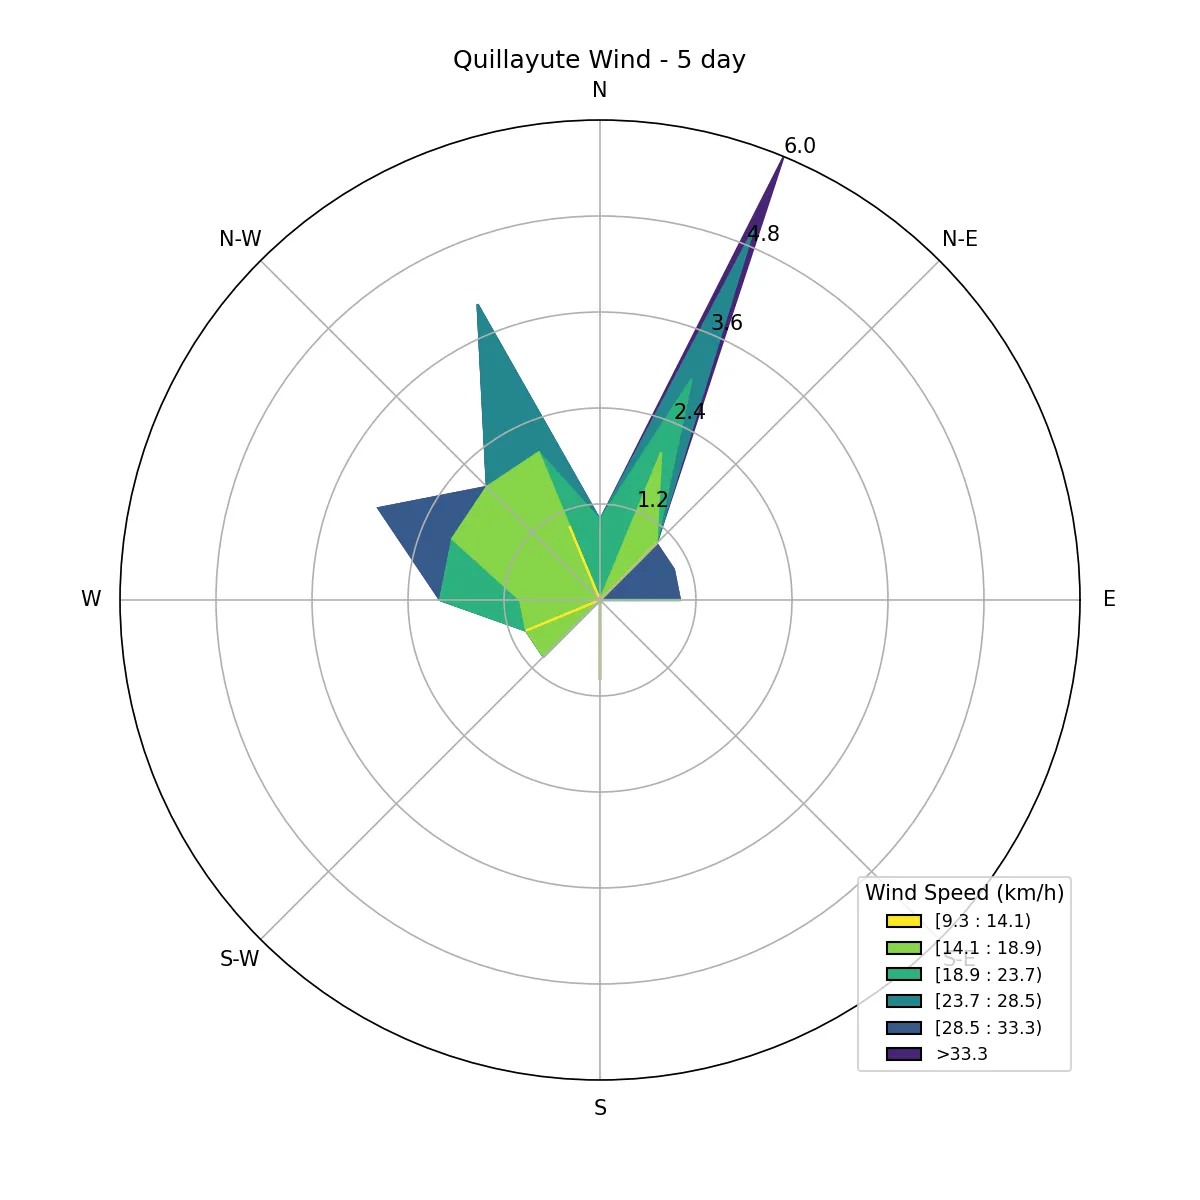 Quillayute Wind - 5 day
N
6.0
4.8
N-W
N-E
3.6
2.4
1.2
W
E
Wind Speed (km/h)
[9.3 : 14.1)
[14.1 : 18.9)
S-W
S-E
[18.9 : 23.7)
[23.7 : 28.5)
[28.5 : 33.3)
>33.3
S